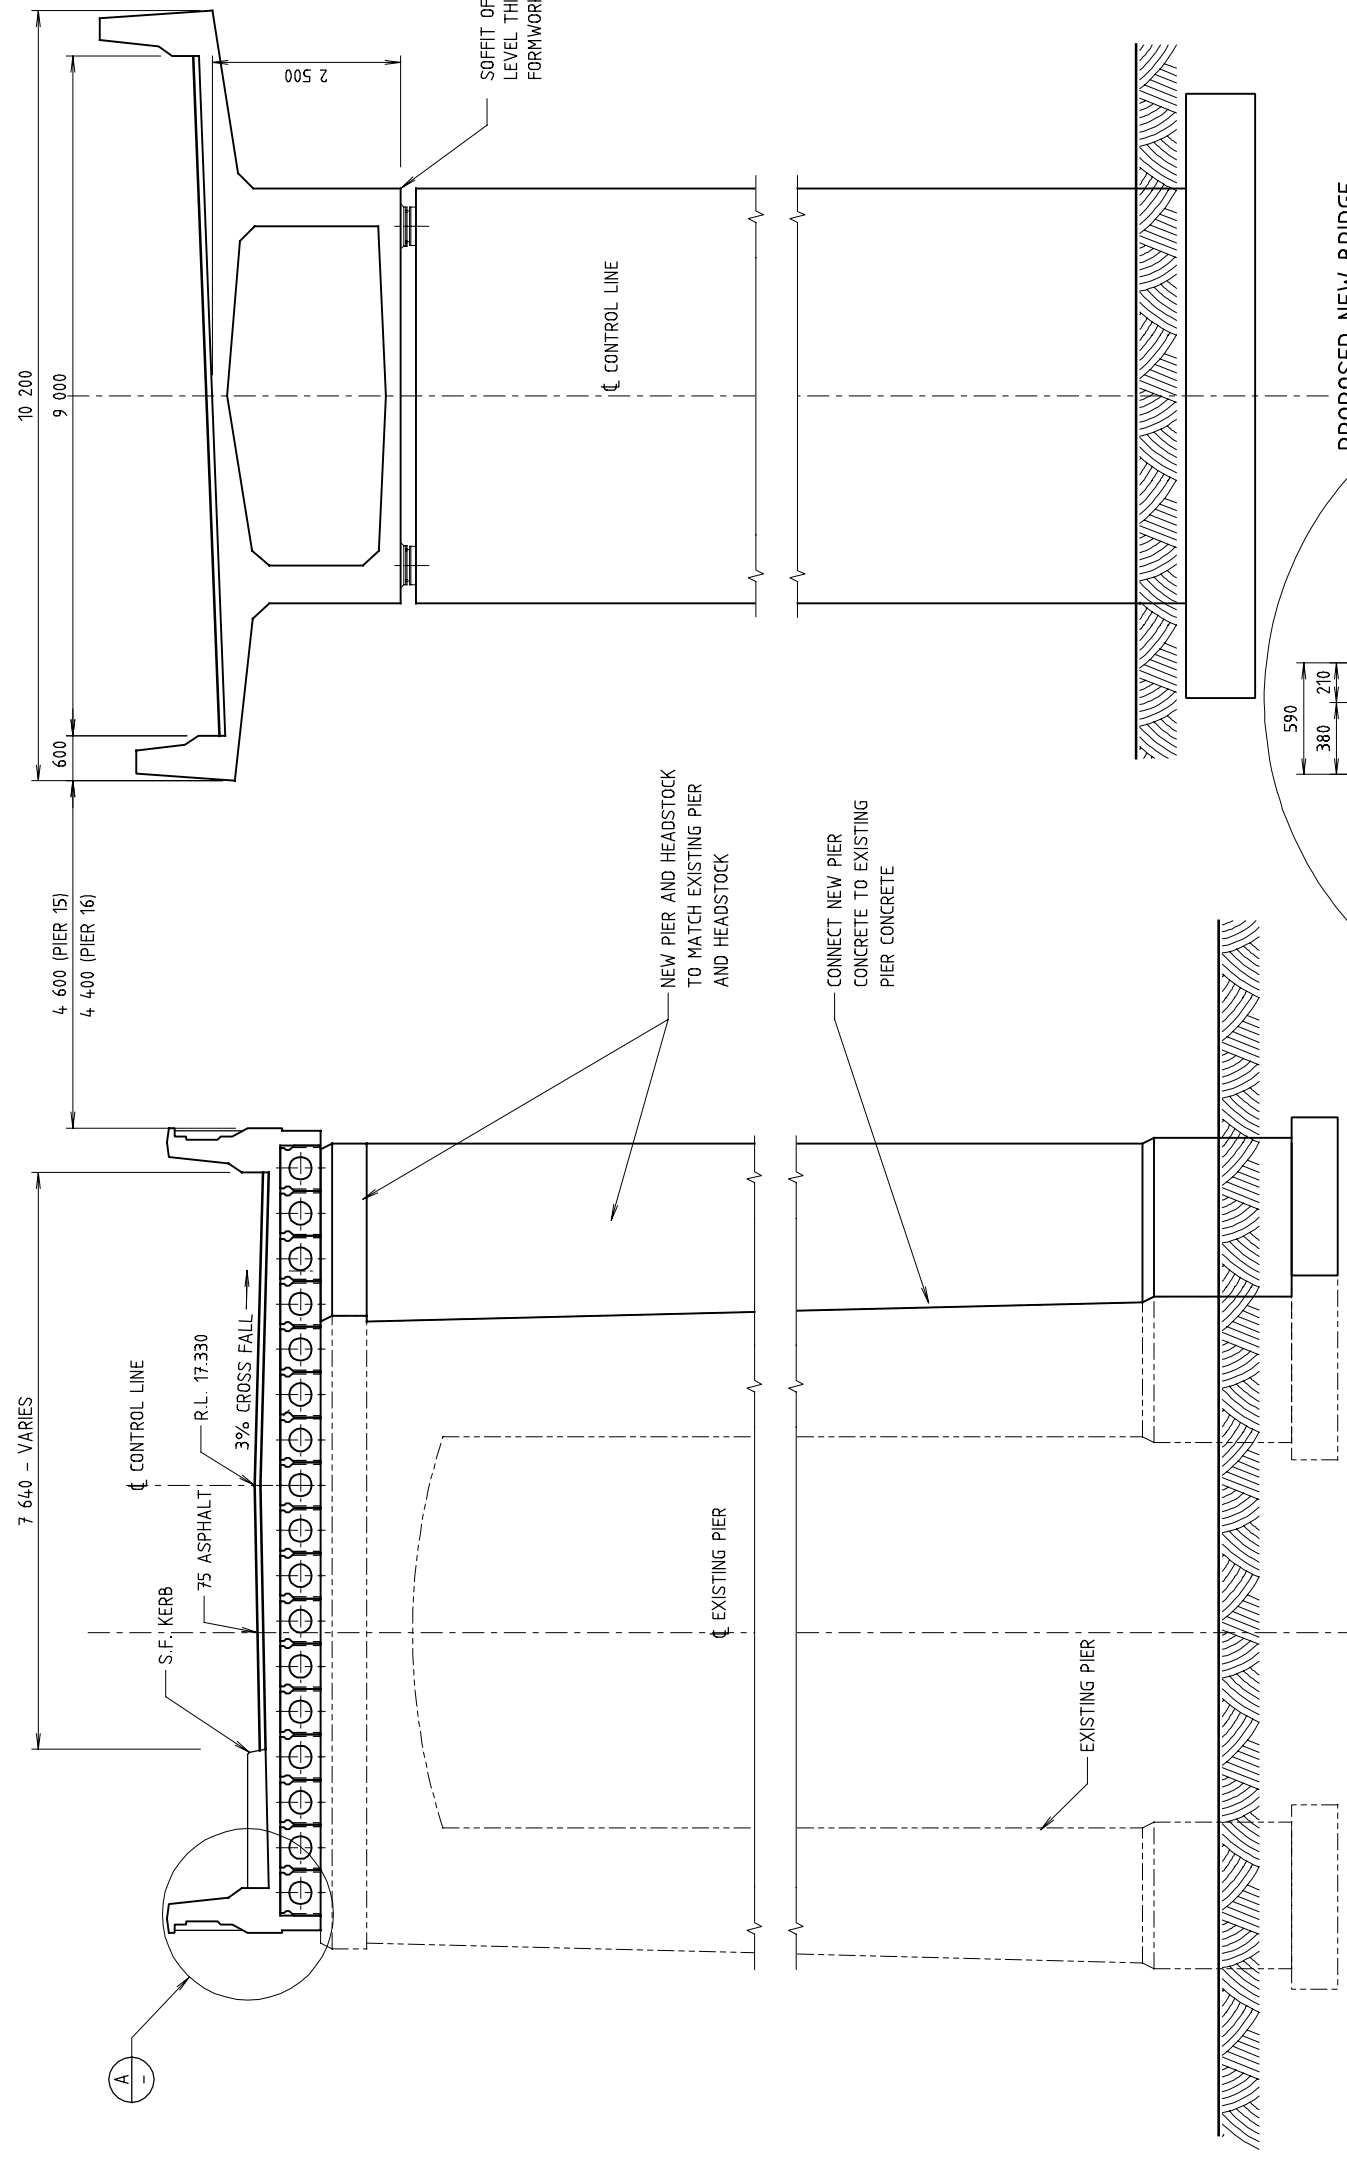 10 200
9 000
600
2 500
SOFFIT OF
LEVEL
FORMWOR
℄ CONTROL LINE
4 600 (PIER 15)
4 400 (PIER 16)
NEW PIER AND HEADSTOCK
TO MATCH EXISTING PIER
AND HEADSTOCK
CONNECT NEW PIER
CONCRETE TO EXISTING
PIER CONCRETE
590
380
210
PROPOSED NEW BRIDGE
7 640 - VARIES
℄ CONTROL LINE
R.L. 17.330
3% CROSS FALL
75 ASPHALT
S.F. KERB
℄ EXISTING PIER
EXISTING PIER
A
-